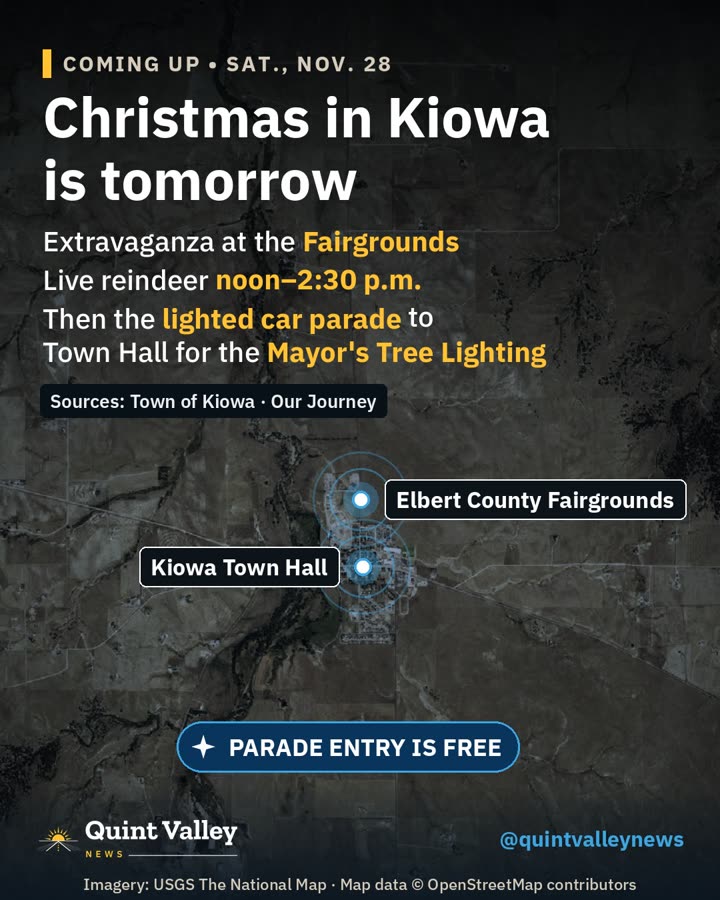 COMING UP • SAT., NOV. 28
Christmas in Kiowa
is tomorrow
Extravaganza at the Fairgrounds
Live reindeer noon–2:30 p.m.
Then the lighted car parade to
Town Hall for the Mayor's Tree Lighting
Sources: Town of Kiowa · Our Journey
Elbert County Fairgrounds
Kiowa Town Hall
PARADE ENTRY IS FREE
Quint Valley
NEWS
@quintvalleynews
Imagery: USGS The National Map · Map data © OpenStreetMap contributors